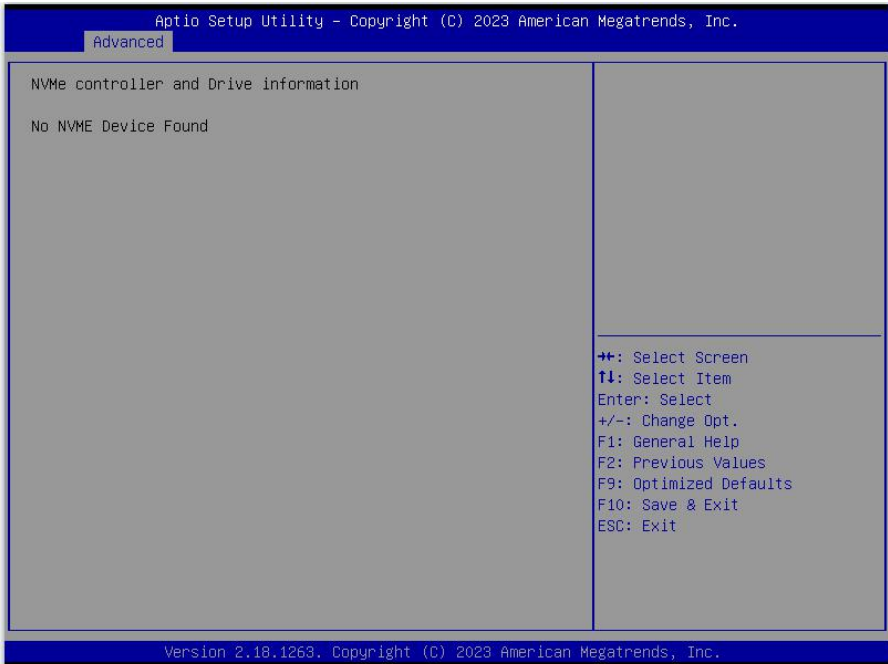 Aptio Setup Utility – Copyright (C) 2023 American Megatrends, Inc.
Advanced
NVMe controller and Drive information
No NVME Device Found
→←: Select Screen
↑↓: Select Item
Enter: Select
+/-: Change Opt.
F1: General Help
F2: Previous Values
F9: Optimized Defaults
F10: Save & Exit
ESC: Exit
Version 2.18.1263. Copyright (C) 2023 American Megatrends, Inc.